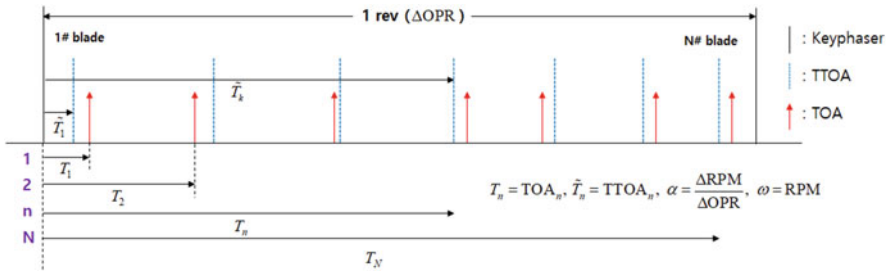 1 rev (ΔOPR)
1# blade
N# blade
: Keyphaser
: TTOA
: TOA
T̃ₖ
T̃₁
1
T₁
2
T₂
Tₙ = TOAₙ, T̃ₙ = TTOAₙ, α = ΔRPM/ΔOPR, ω = RPM
n
Tₙ
N
T_N